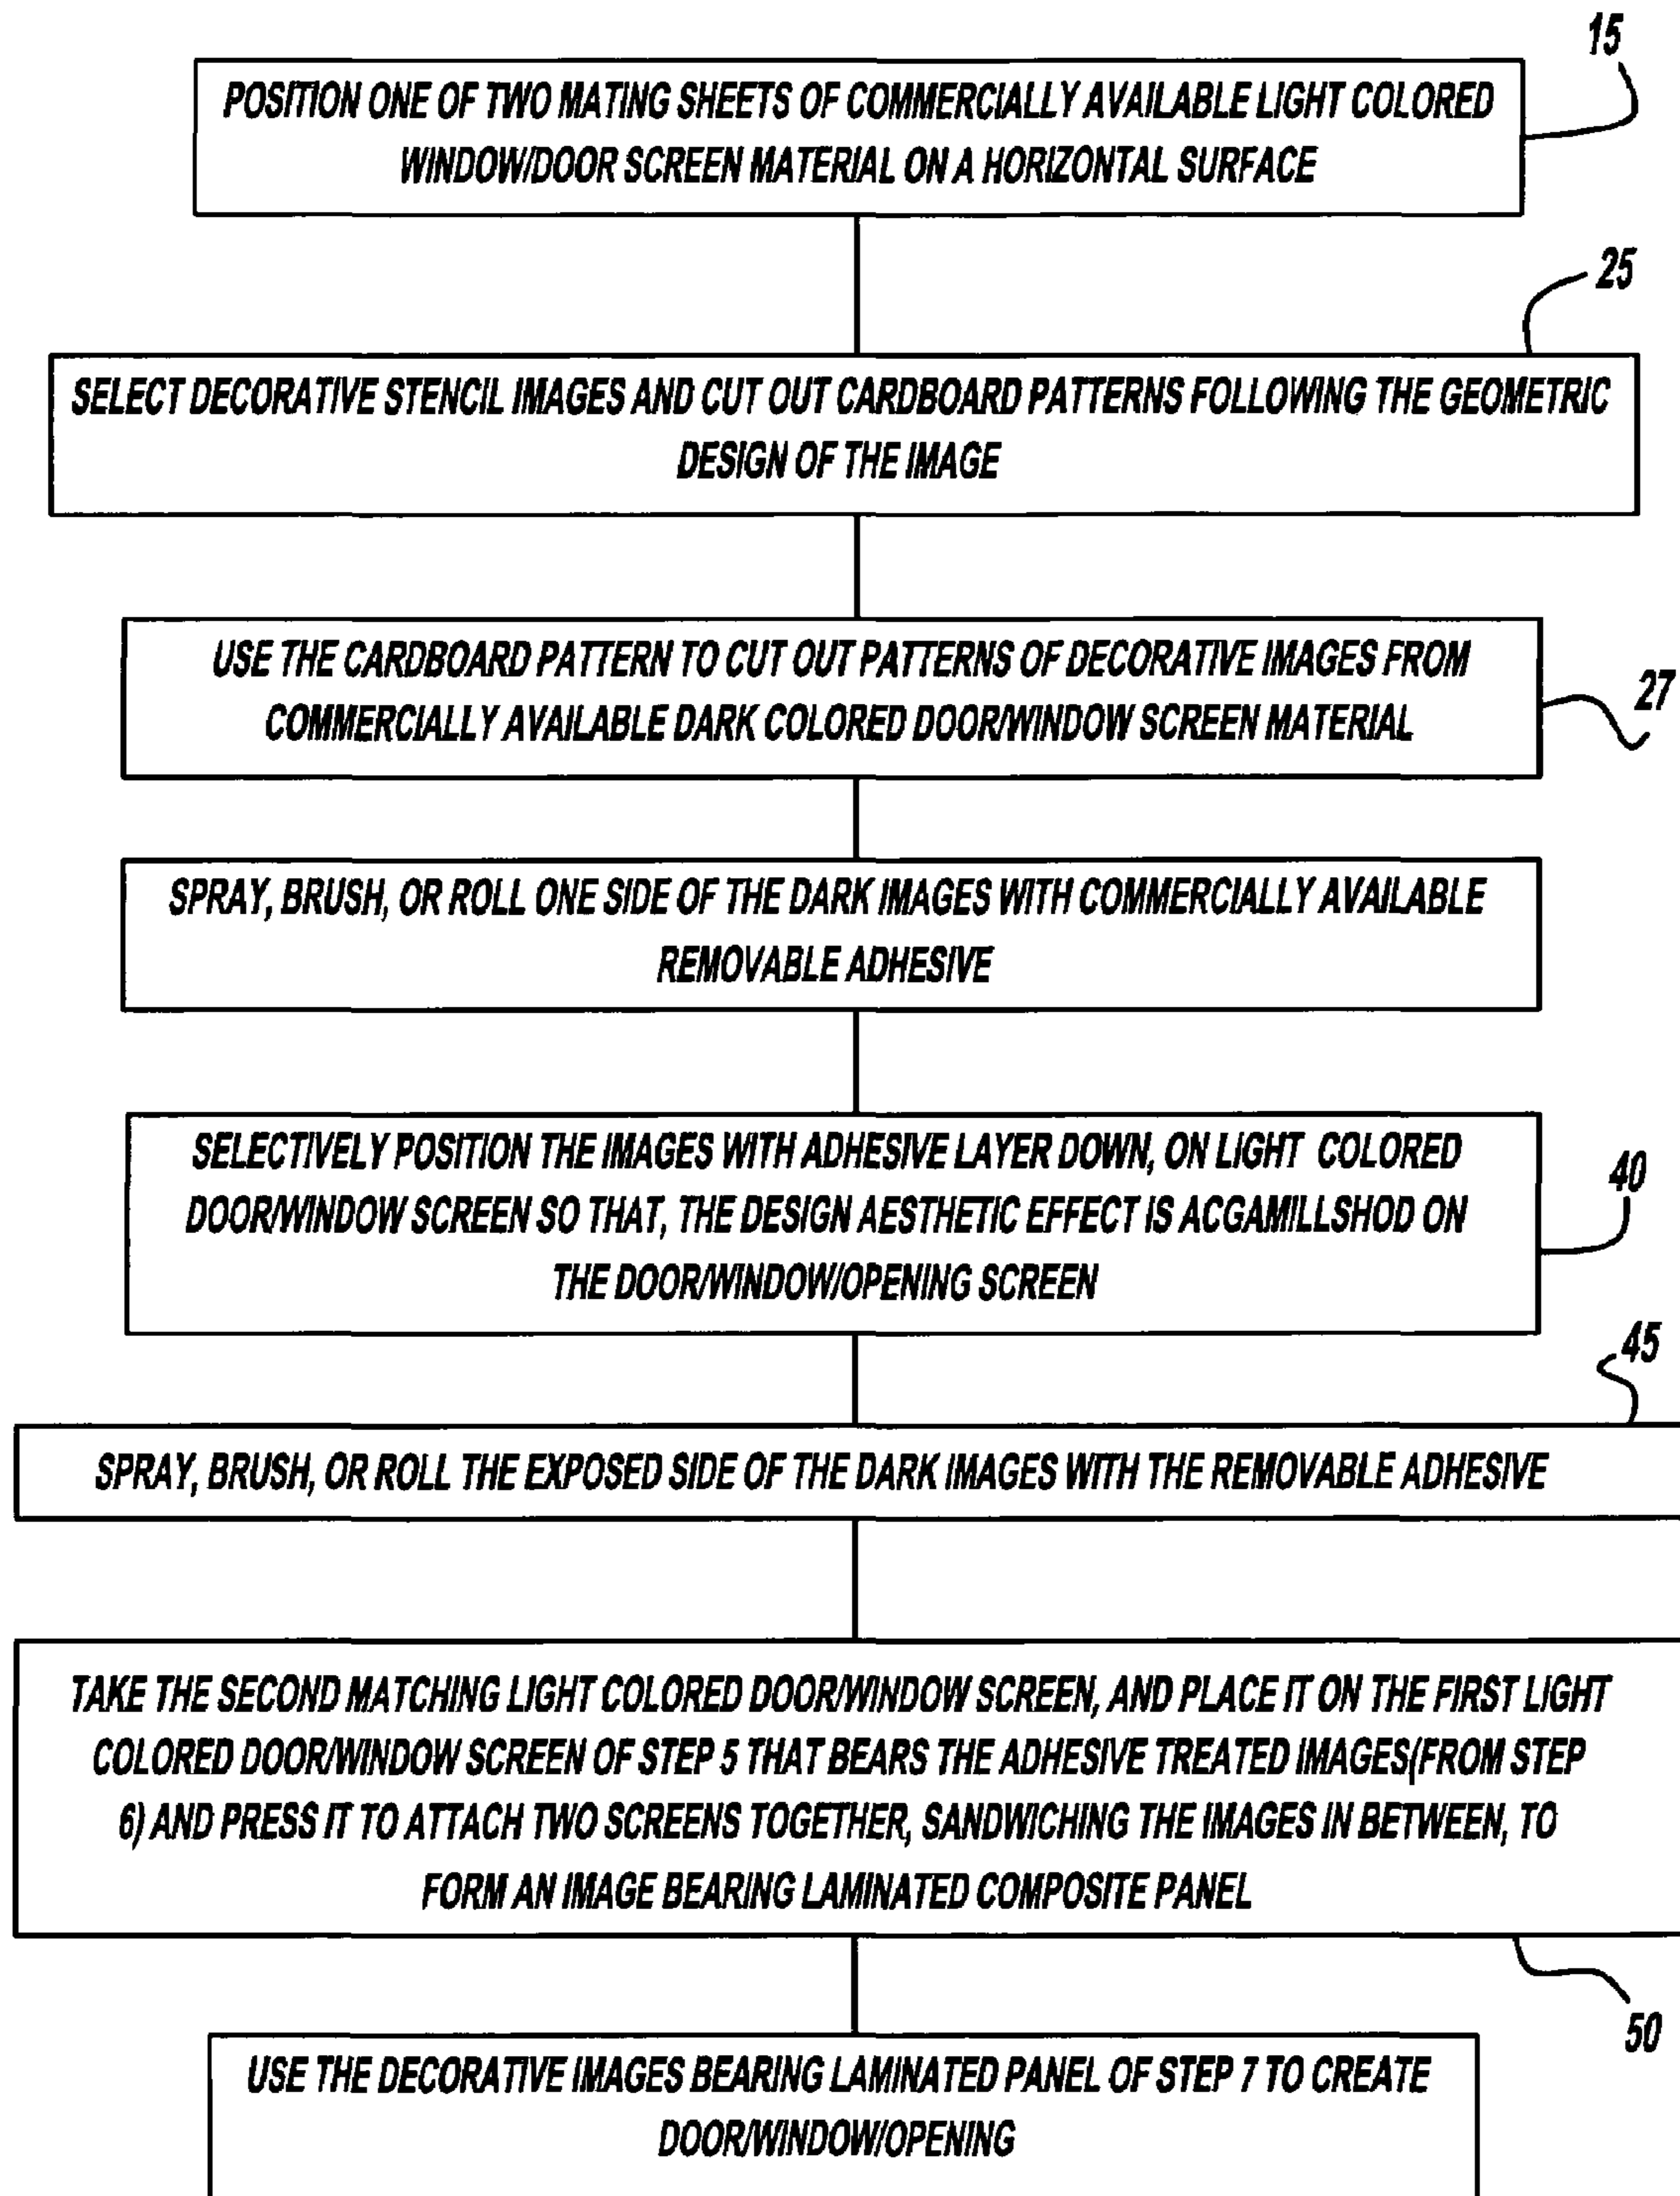 15
POSITION ONE OF TWO MATING SHEETS OF COMMERCIALLY AVAILABLE LIGHT COLORED
WINDOW/DOOR SCREEN MATERIAL ON A HORIZONTAL SURFACE
25
SELECT DECORATIVE STENCIL IMAGES AND CUT OUT CARDBOARD PATTERNS FOLLOWING THE GEOMETRIC
DESIGN OF THE IMAGE
USE THE CARDBOARD PATTERN TO CUT OUT PATTERNS OF DECORATIVE IMAGES FROM
COMMERCIALLY AVAILABLE DARK COLORED DOOR/WINDOW SCREEN MATERIAL
27
SPRAY, BRUSH, OR ROLL ONE SIDE OF THE DARK IMAGES WITH COMMERCIALLY AVAILABLE
REMOVABLE ADHESIVE
SELECTIVELY POSITION THE IMAGES WITH ADHESIVE LAYER DOWN, ON LIGHT COLORED
DOOR/WINDOW SCREEN SO THAT, THE DESIGN AESTHETIC EFFECT IS ACGAMILLSHOD ON
THE DOOR/WINDOW/OPENING SCREEN
40
45
SPRAY, BRUSH, OR ROLL THE EXPOSED SIDE OF THE DARK IMAGES WITH THE REMOVABLE ADHESIVE
TAKE THE SECOND MATCHING LIGHT COLORED DOOR/WINDOW SCREEN, AND PLACE IT ON THE FIRST LIGHT
COLORED DOOR/WINDOW SCREEN OF STEP 5 THAT BEARS THE ADHESIVE TREATED IMAGES(FROM STEP
6) AND PRESS IT TO ATTACH TWO SCREENS TOGETHER, SANDWICHING THE IMAGES IN BETWEEN, TO
FORM AN IMAGE BEARING LAMINATED COMPOSITE PANEL
50
USE THE DECORATIVE IMAGES BEARING LAMINATED PANEL OF STEP 7 TO CREATE
DOOR/WINDOW/OPENING